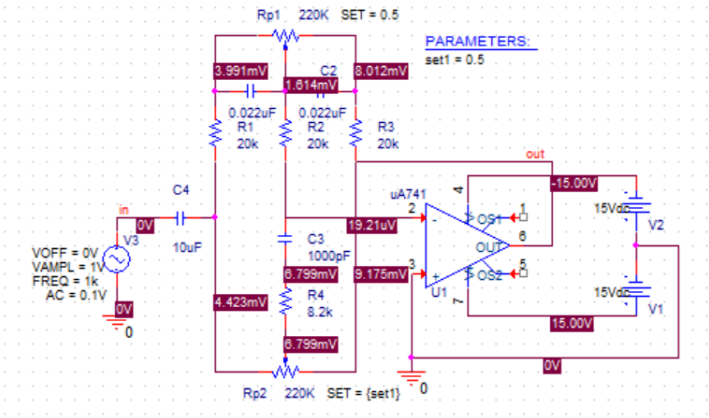 Rp1 220K SET = 0.5
PARAMETERS:
set1 = 0.5
3.991mV
C2
8.012mV
1.614mV
0.022uF
0.022uF
R1
R2
R3
20k
20k
20k
out
C4
uA741
4
-15.00V
in
2
-
OS1
1
15Vdc
0V
19.21uV
V2
V3
C3
6
10uF
1000pF
OUT
VOFF = 0V
3
5
VAMPL = 1V
6.799mV
9.175mV
+
OS2
15Vdc
FREQ = 1k
R4
U1
AC = 0.1V
4.423mV
8.2k
7
V1
0V
15.00V
0
6.799mV
0V
Rp2 220K SET = {set1}
0